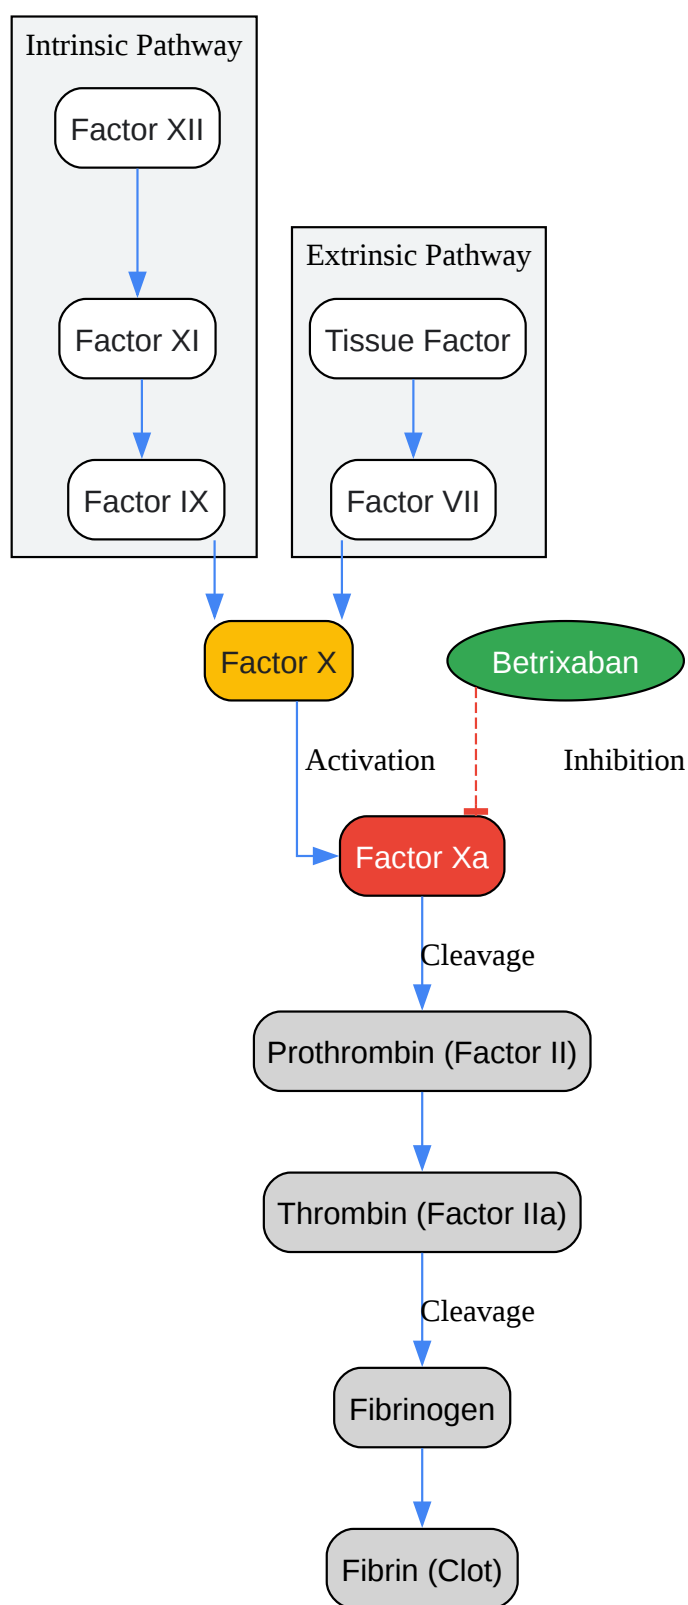 Intrinsic Pathway
Factor XII
Extrinsic Pathway
Factor XI
Tissue Factor
Factor IX
Factor VII
Factor X
Betrixaban
Activation
Inhibition
Factor Xa
Cleavage
Prothrombin (Factor II)
Thrombin (Factor IIa)
Cleavage
Fibrinogen
Fibrin (Clot)